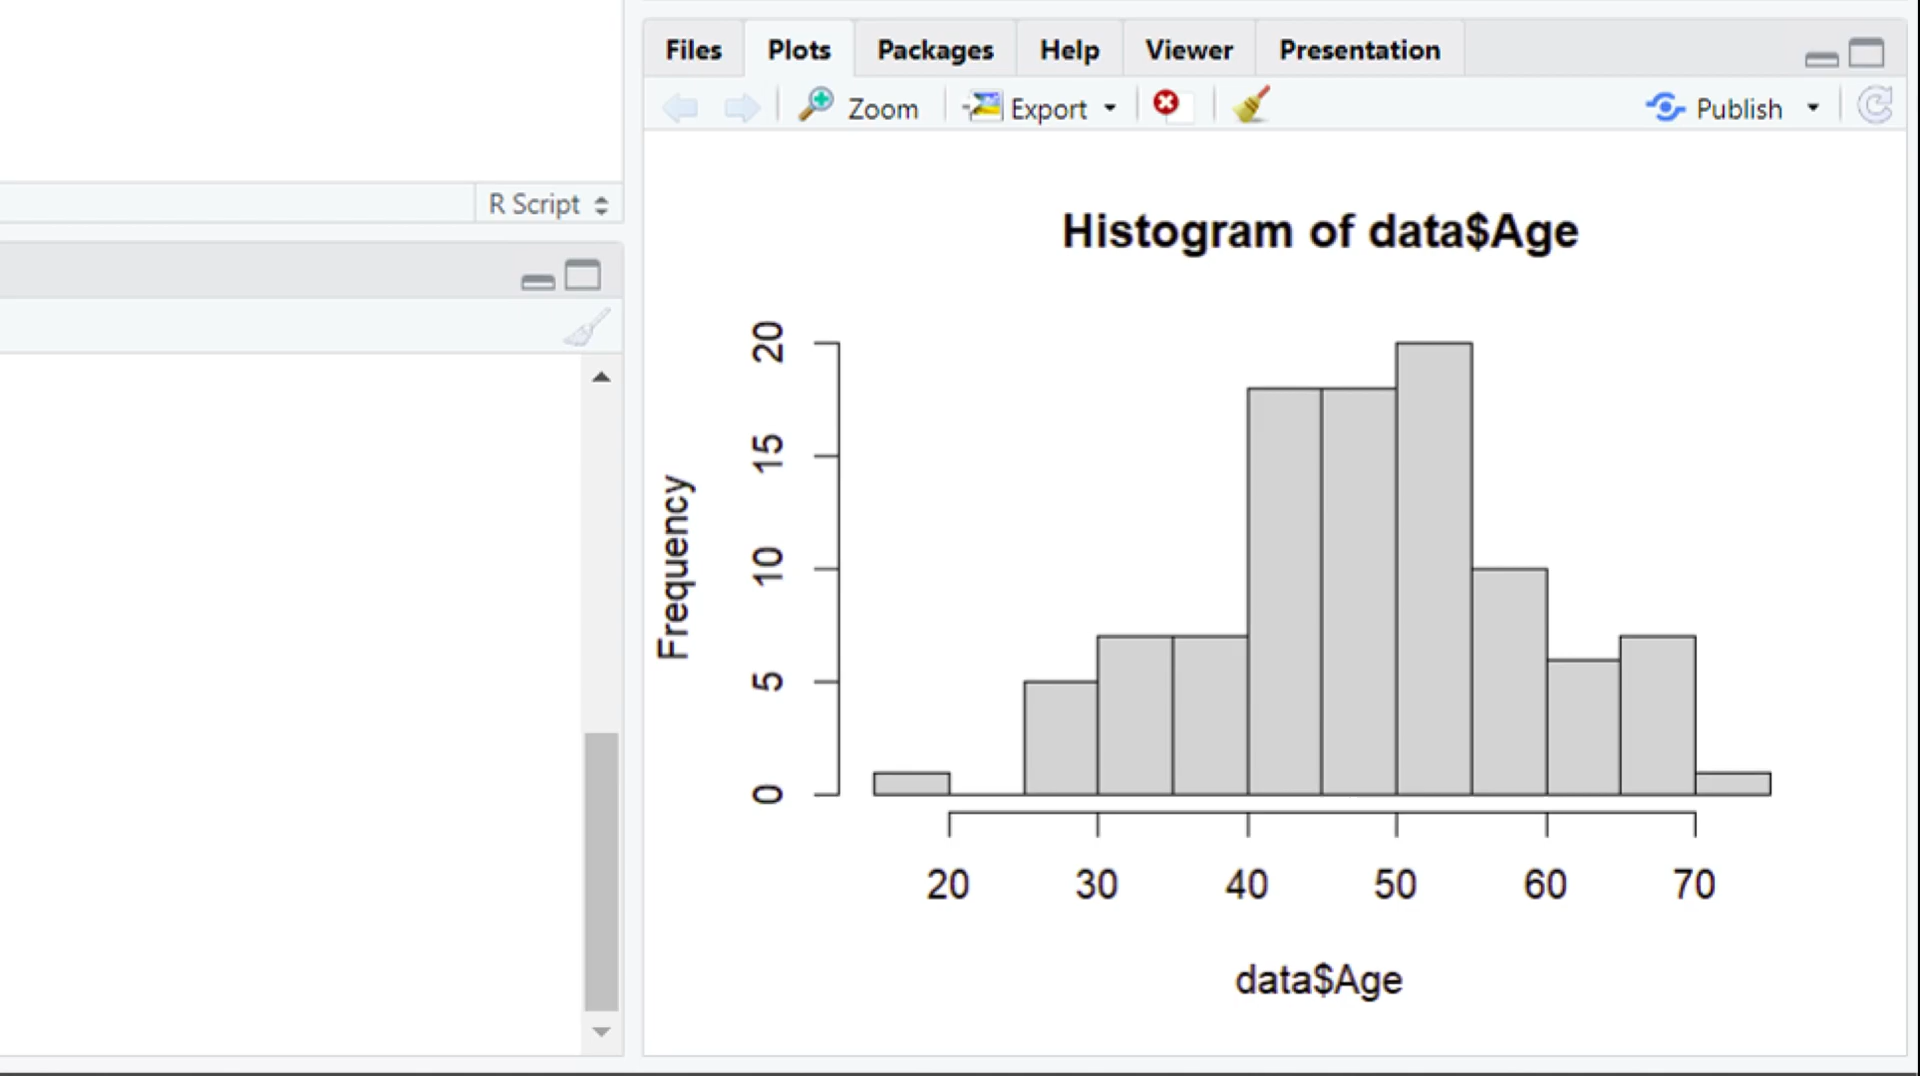 Files Plots Packages Help Viewer Presentation
Zoom Export Publish
R Script
Histogram of data$Age
Frequency
20
15
10
5
0
20 30 40 50 60 70
data$Age